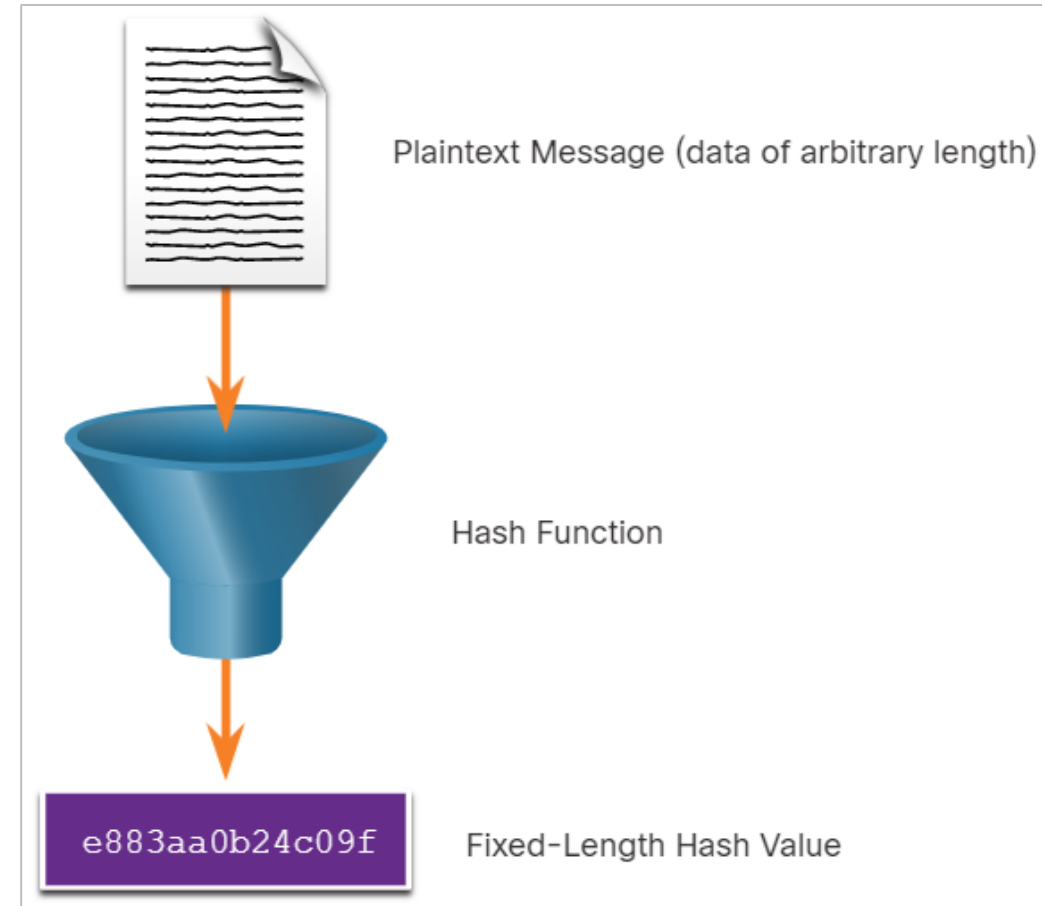 Plaintext Message (data of arbitrary length)
Hash Function
e883aa0b24c09f
Fixed-Length Hash Value